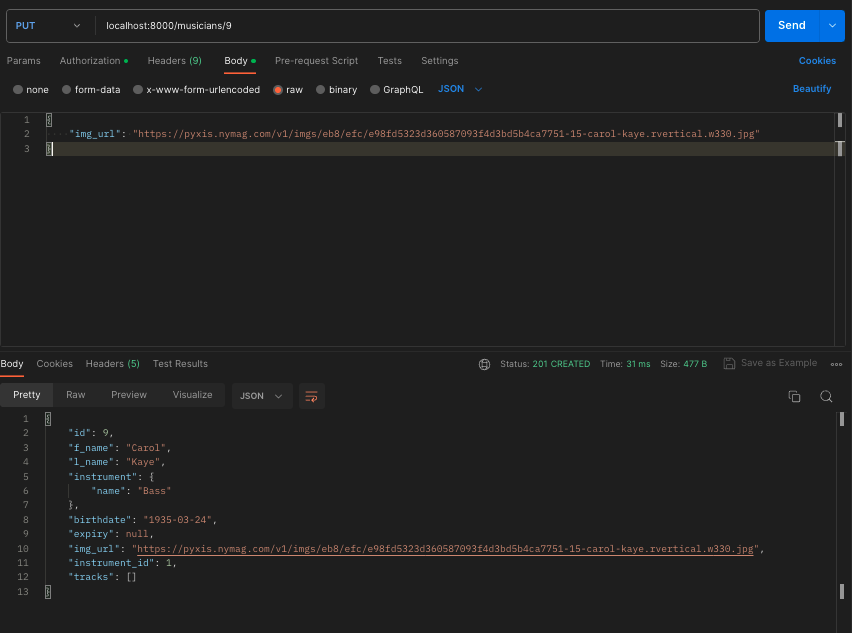 PUT localhost:8000/musicians/9 Send
Params Authorization Headers (9) Body Pre-request Script Tests Settings Cookies
none form-data x-www-form-urlencoded raw binary GraphQL JSON Beautify
1 {
2 "img_url": "https://pyxis.nymag.com/v1/imgs/eb8/efc/e98fd5323d360587093f4d3bd5b4ca7751-15-carol-kaye.rvertical.w330.jpg"
3 }
Body Cookies Headers (5) Test Results Status: 201 CREATED Time: 31 ms Size: 477 B Save as Example
Pretty Raw Preview Visualize JSON
1 {
2 "id": 9,
3 "f_name": "Carol",
4 "l_name": "Kaye",
5 "instrument": {
6 "name": "Bass"
7 },
8 "birthdate": "1935-03-24",
9 "expiry": null,
10 "img_url": "https://pyxis.nymag.com/v1/imgs/eb8/efc/e98fd5323d360587093f4d3bd5b4ca7751-15-carol-kaye.rvertical.w330.jpg",
11 "instrument_id": 1,
12 "tracks": []
13 }